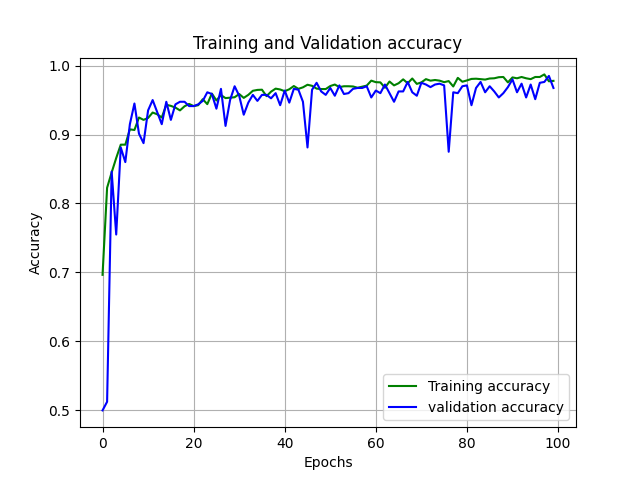 Training and Validation accuracy
1.0
0.9
0.8
0.7
0.6
0.5
Accuracy
0 20 40 60 80 100
Epochs
Training accuracy
validation accuracy